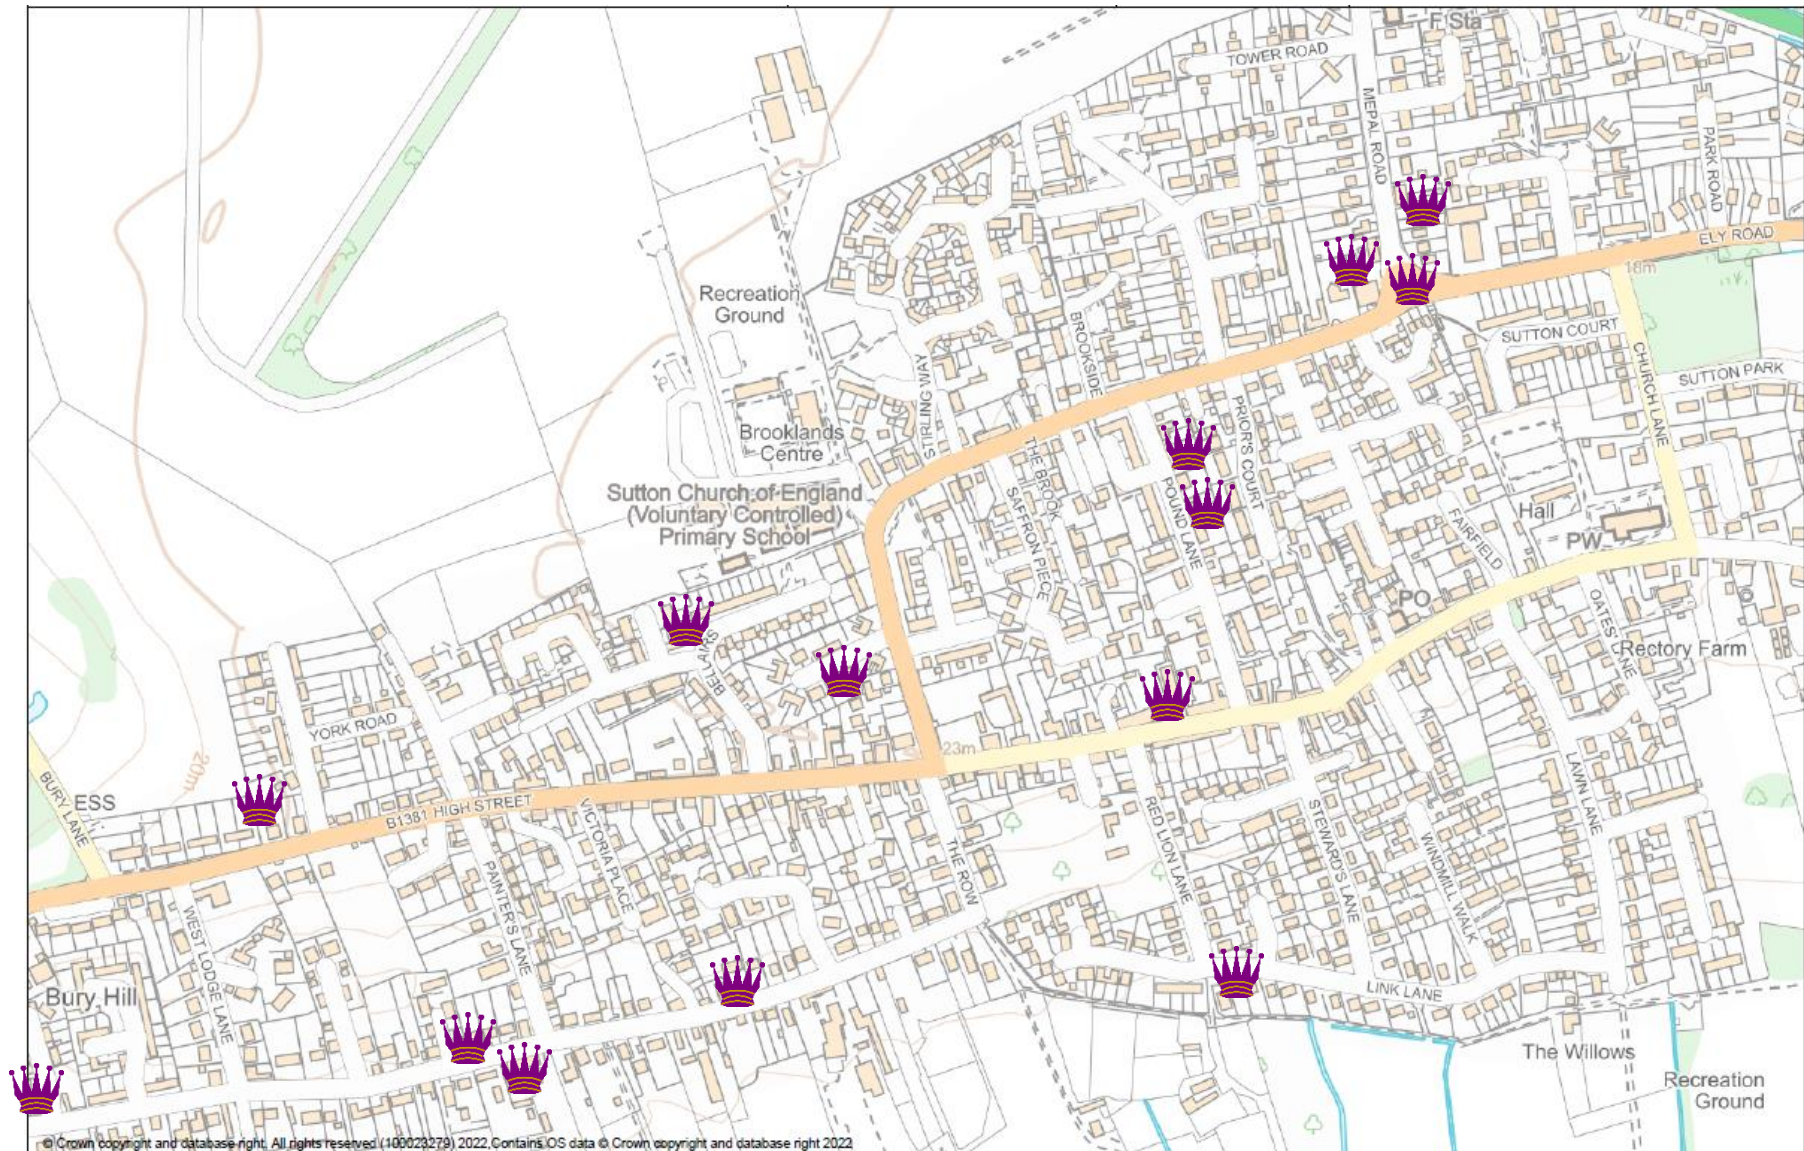 F Sta
TOWER ROAD
MEPAL ROAD
PARK ROAD
ELY ROAD
18m
Recreation
Ground
BROOKSIDE
SUTTON COURT
CHURCH LANE
SUTTON PARK
STIRLING WAY
PRIOR'S COURT
Brooklands
Centre
THE BROOK
Sutton Church of England
(Voluntary Controlled)
Primary School
SAFFRON PIECE
POUND LANE
FAIRFIELD
Hall
PW
PO
OATES' LANE
Rectory Farm
BELLAIRS
YORK ROAD
20m
23m
BURY LANE
ESS
B1381 HIGH STREET
VICTORIA PLACE
THE ROW
RED LION LANE
STEWARD'S LANE
WINDMILL WALK
LAWN LANE
PAINTER'S LANE
WEST LODGE LANE
Bury Hill
LINK LANE
The Willows
Recreation
Ground
© Crown copyright and database right. All rights reserved (100023279) 2022,Contains OS data © Crown copyright and database right 2022